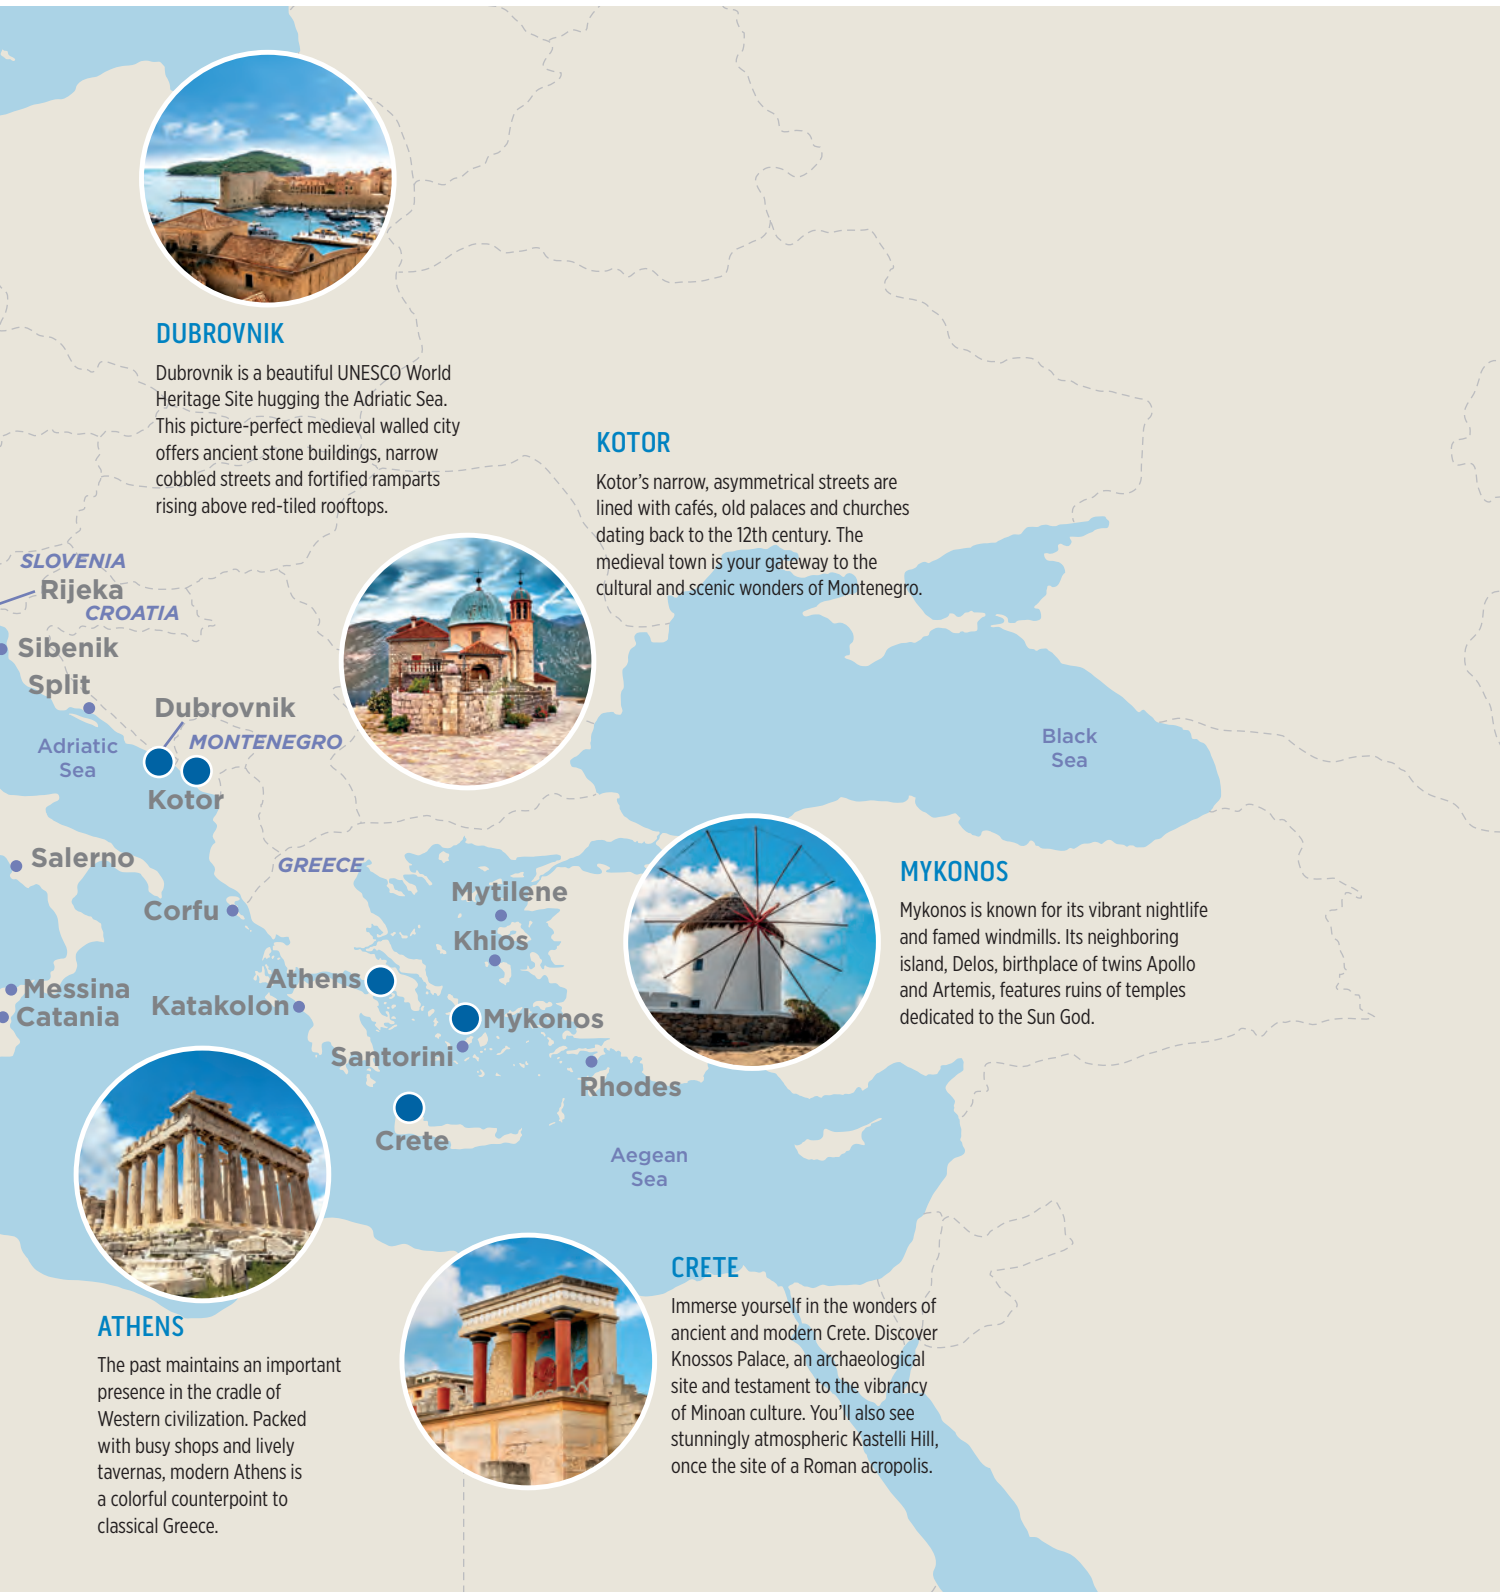 DUBROVNIK
Dubrovnik is a beautiful UNESCO World
Heritage Site hugging the Adriatic Sea.
This picture-perfect medieval walled city
offers ancient stone buildings, narrow
cobbled streets and fortified ramparts
rising above red-tiled rooftops.
KOTOR
Kotor’s narrow, asymmetrical streets are
lined with cafés, old palaces and churches
dating back to the 12th century. The
medieval town is your gateway to the
cultural and scenic wonders of Montenegro.
SLOVENIA
Rijeka
CROATIA
Sibenik
Split
Dubrovnik
MONTENEGRO
Adriatic
Sea
Kotor
Black
Sea
Salerno
GREECE
Corfu
Mytilene
Khios
Athens
Messina
Katakolon
Catania
Mykonos
Santorini
Rhodes
Crete
Aegean
Sea
MYKONOS
Mykonos is known for its vibrant nightlife
and famed windmills. Its neighboring
island, Delos, birthplace of twins Apollo
and Artemis, features ruins of temples
dedicated to the Sun God.
ATHENS
The past maintains an important
presence in the cradle of
Western civilization. Packed
with busy shops and lively
tavernas, modern Athens is
a colorful counterpoint to
classical Greece.
CRETE
Immerse yourself in the wonders of
ancient and modern Crete. Discover
Knossos Palace, an archaeological
site and testament to the vibrancy
of Minoan culture. You’ll also see
stunningly atmospheric Kastelli Hill,
once the site of a Roman acropolis.